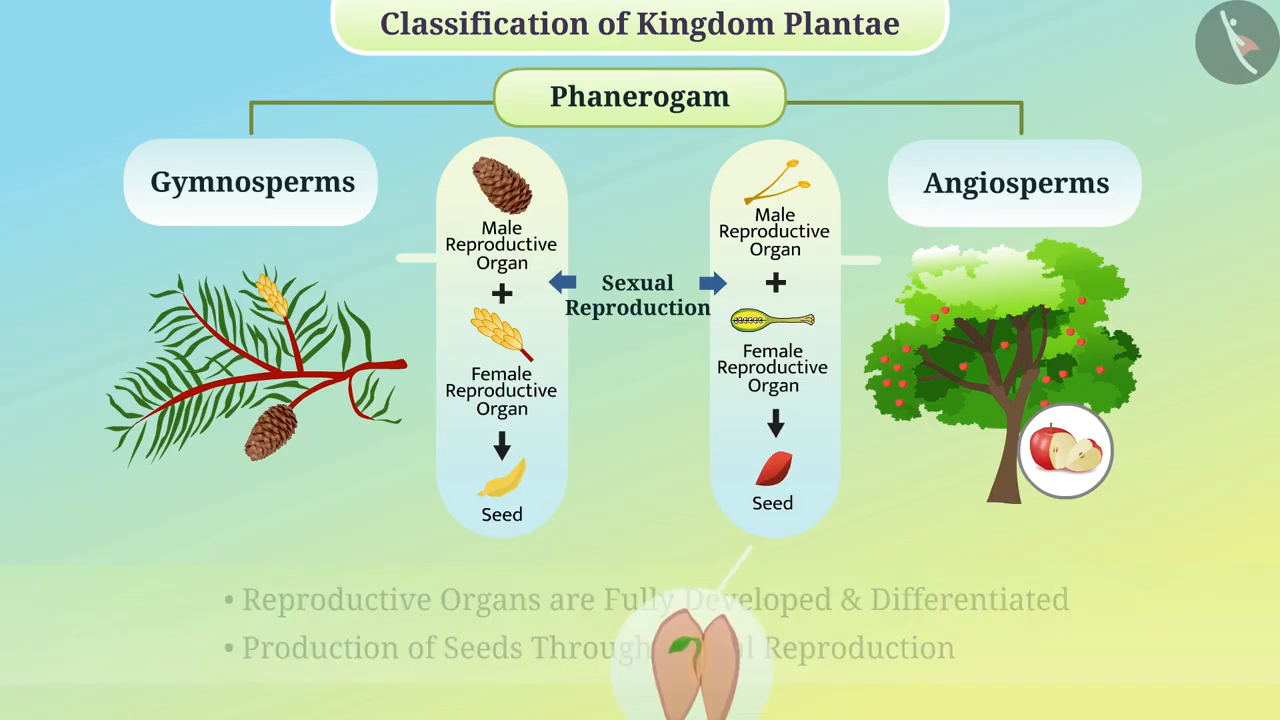 Classification of Kingdom Plantae
Phanerogam
Gymnosperms
Angiosperms
Male
Reproductive
Organ
+
Female
Reproductive
Organ
Seed
Sexual
Reproduction
Male
Reproductive
Organ
+
Female
Reproductive
Organ
Seed
• Reproductive Organs are Fully Developed & Differentiated
• Production of Seeds Through Reproduction